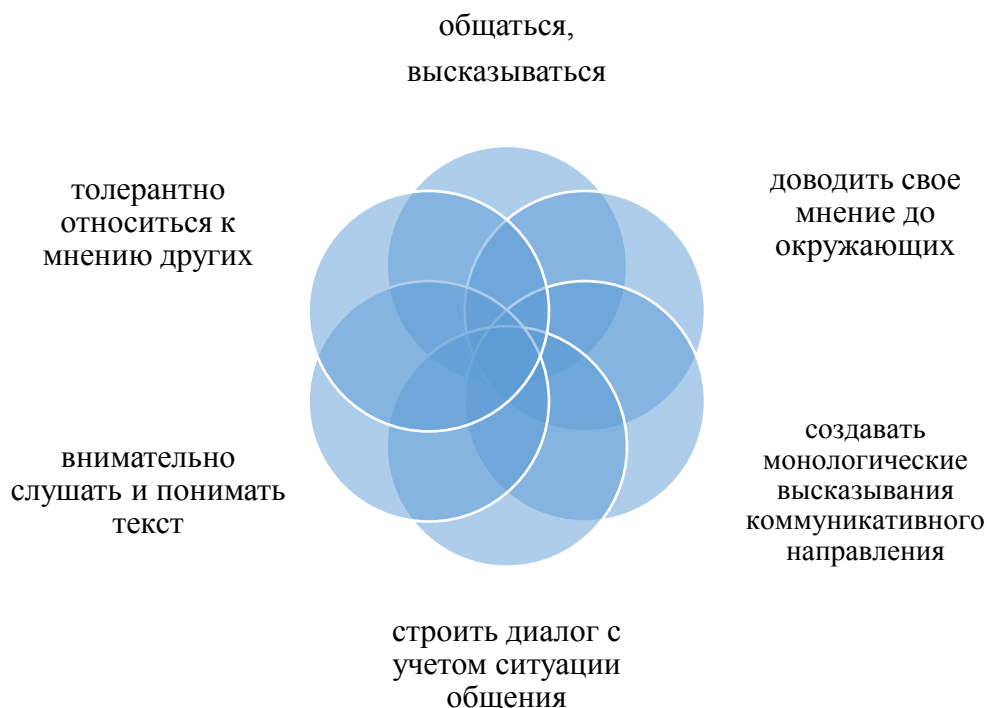 общаться,
высказываться
доводить свое
мнение до
окружающих
создавать
монологические
высказывания
коммуникативного
направления
строить диалог с
учетом ситуации
общения
внимательно
слушать и понимать
текст
толерантно
относиться к
мнению других